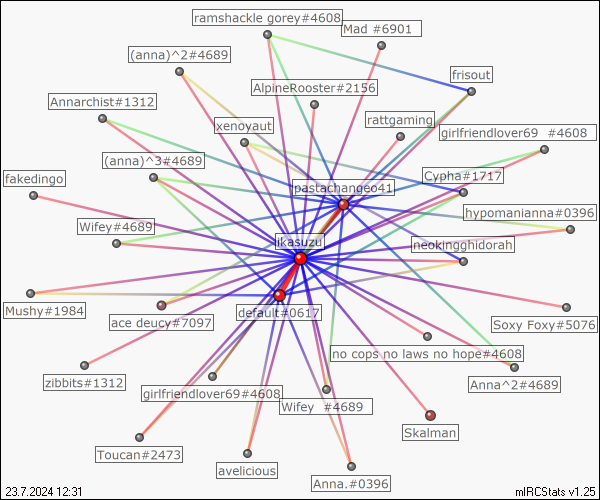 ramshackle gorey#4608
Mad #6901
(anna)^2#4689
frisout
AlpineRooster#2156
Annarchist#1312
rattgaming
xenoyaut
girlfriendlover69 #4608
(anna)^3#4689
Cypha#1717
fakedingo
pastachangeo41
hypomanianna#0396
Wifey#4689
ikasuzu
neokingghidorah
Mushy#1984
default#0617
ace deucy#7097
Soxy Foxy#5076
no cops no laws no hope#4608
zibbits#1312
Anna^2#4689
girlfriendlover69#4608
Wifey #4689
Skalman
Toucan#2473
avelicious
Anna.#0396
23.7.2024 12:31
mIRCStats v1.25